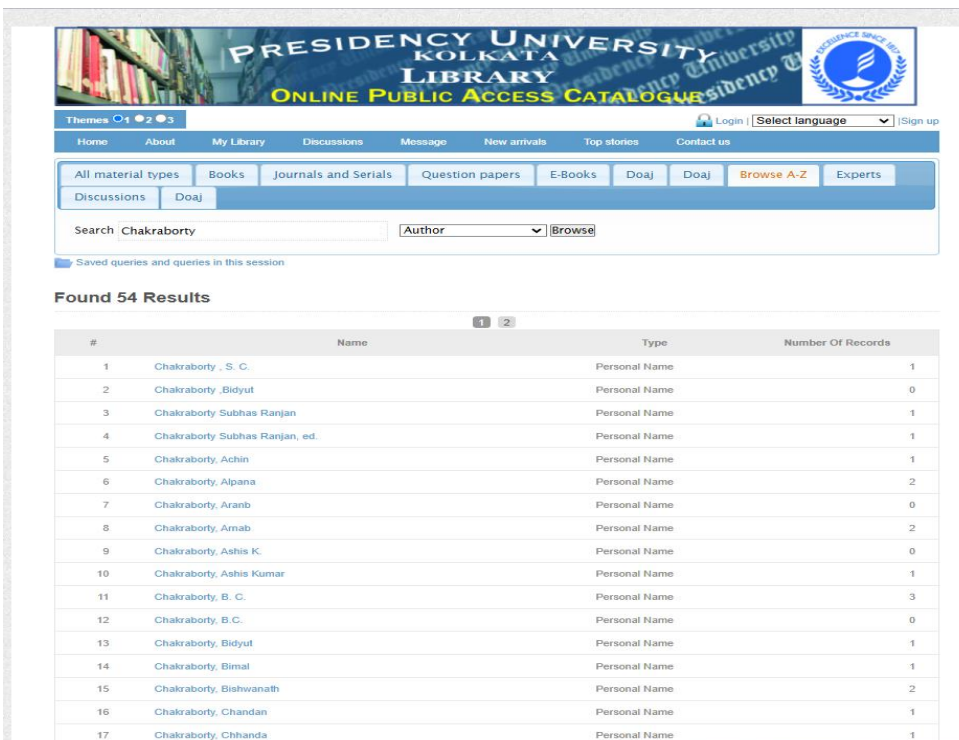 PRESIDENCY UNIVERSITY
KOLKATA
LIBRARY
ONLINE PUBLIC ACCESS CATALOGUE
EXCELLENCE SINCE 1817
Themes 1 2 3
Login | Select language |Sign up
Home About My Library Discussions Message New arrivals Top stories Contact us
All material types Books Journals and Serials Question papers E-Books Doaj Doaj Browse A-Z Experts
Discussions Doaj
Search Chakraborty Author Browse
Saved queries and queries in this session
Found 54 Results
1 2
# Name Type Number Of Records
1 Chakraborty , S. C. Personal Name 1
2 Chakraborty ,Bidyut Personal Name 0
3 Chakraborty Subhas Ranjan Personal Name 1
4 Chakraborty Subhas Ranjan, ed. Personal Name 1
5 Chakraborty, Achin Personal Name 1
6 Chakraborty, Alpana Personal Name 2
7 Chakraborty, Aranb Personal Name 0
8 Chakraborty, Arnab Personal Name 2
9 Chakraborty, Ashis K. Personal Name 0
10 Chakraborty, Ashis Kumar Personal Name 1
11 Chakraborty, B. C. Personal Name 3
12 Chakraborty, B.C. Personal Name 0
13 Chakraborty, Bidyut Personal Name 1
14 Chakraborty, Bimal Personal Name 1
15 Chakraborty, Bishwanath Personal Name 2
16 Chakraborty, Chandan Personal Name 1
17 Chakraborty, Chhanda Personal Name 1